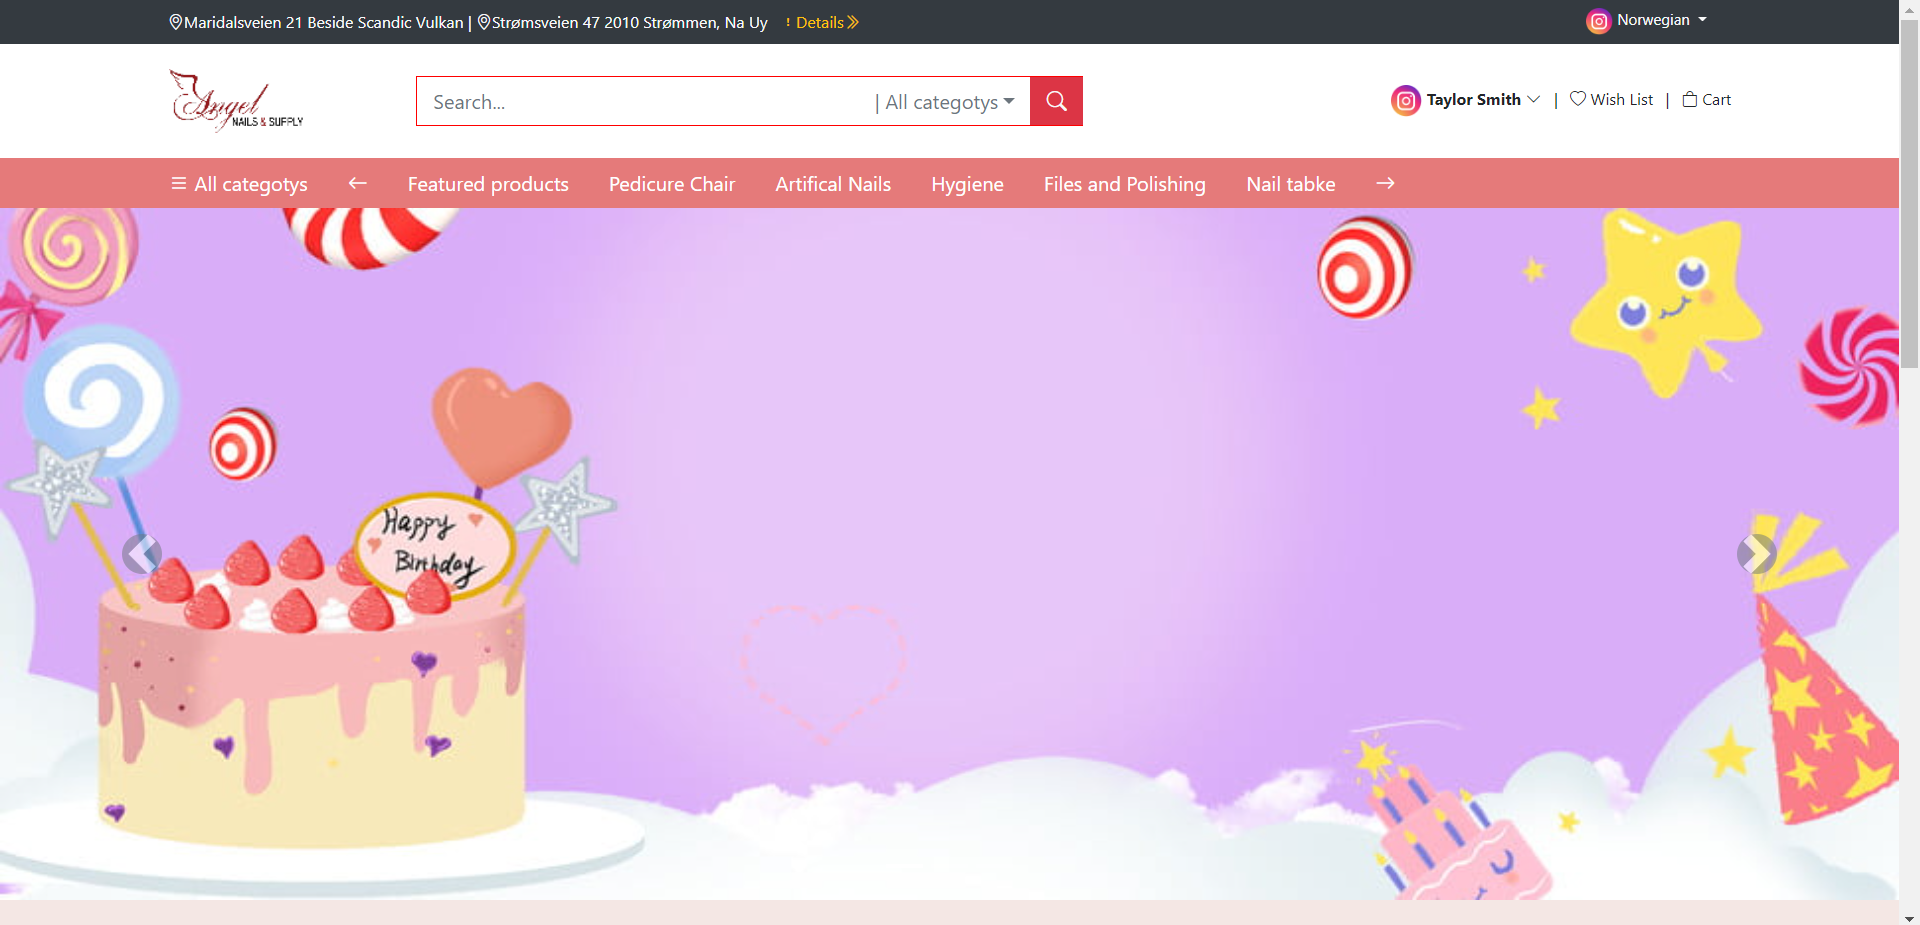 Maridalsveien 21 Beside Scandic Vulkan | Strømsveien 47 2010 Strømmen, Na Uy ! Details
Norwegian
Angel
NAILS & SUPPLY
Search...
| All categotys
Taylor Smith | Wish List | Cart
All categotys
Featured products
Pedicure Chair
Artifical Nails
Hygiene
Files and Polishing
Nail tabke
Happy
Birthday